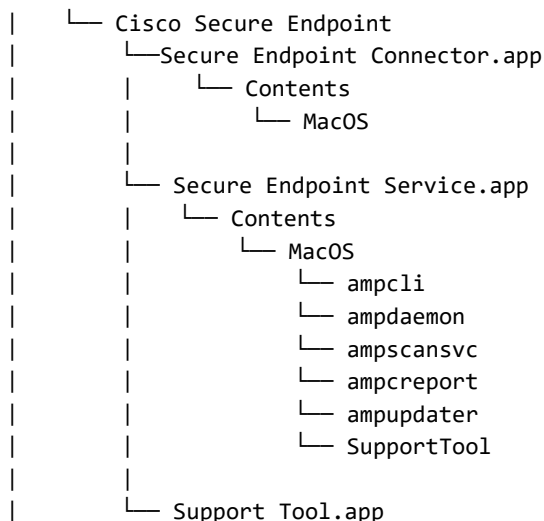 |     └── Cisco Secure Endpoint
|         └──Secure Endpoint Connector.app
|         |     └── Contents
|         |         └── MacOS
|         |
|         └── Secure Endpoint Service.app
|         |    └── Contents
|         |        └── MacOS
|         |            └── ampcli
|         |            └── ampdaemon
|         |            └── ampscansvc
|         |            └── ampcreport
|         |            └── ampupdater
|         |            └── SupportTool
|         |
|         └── Support Tool.app